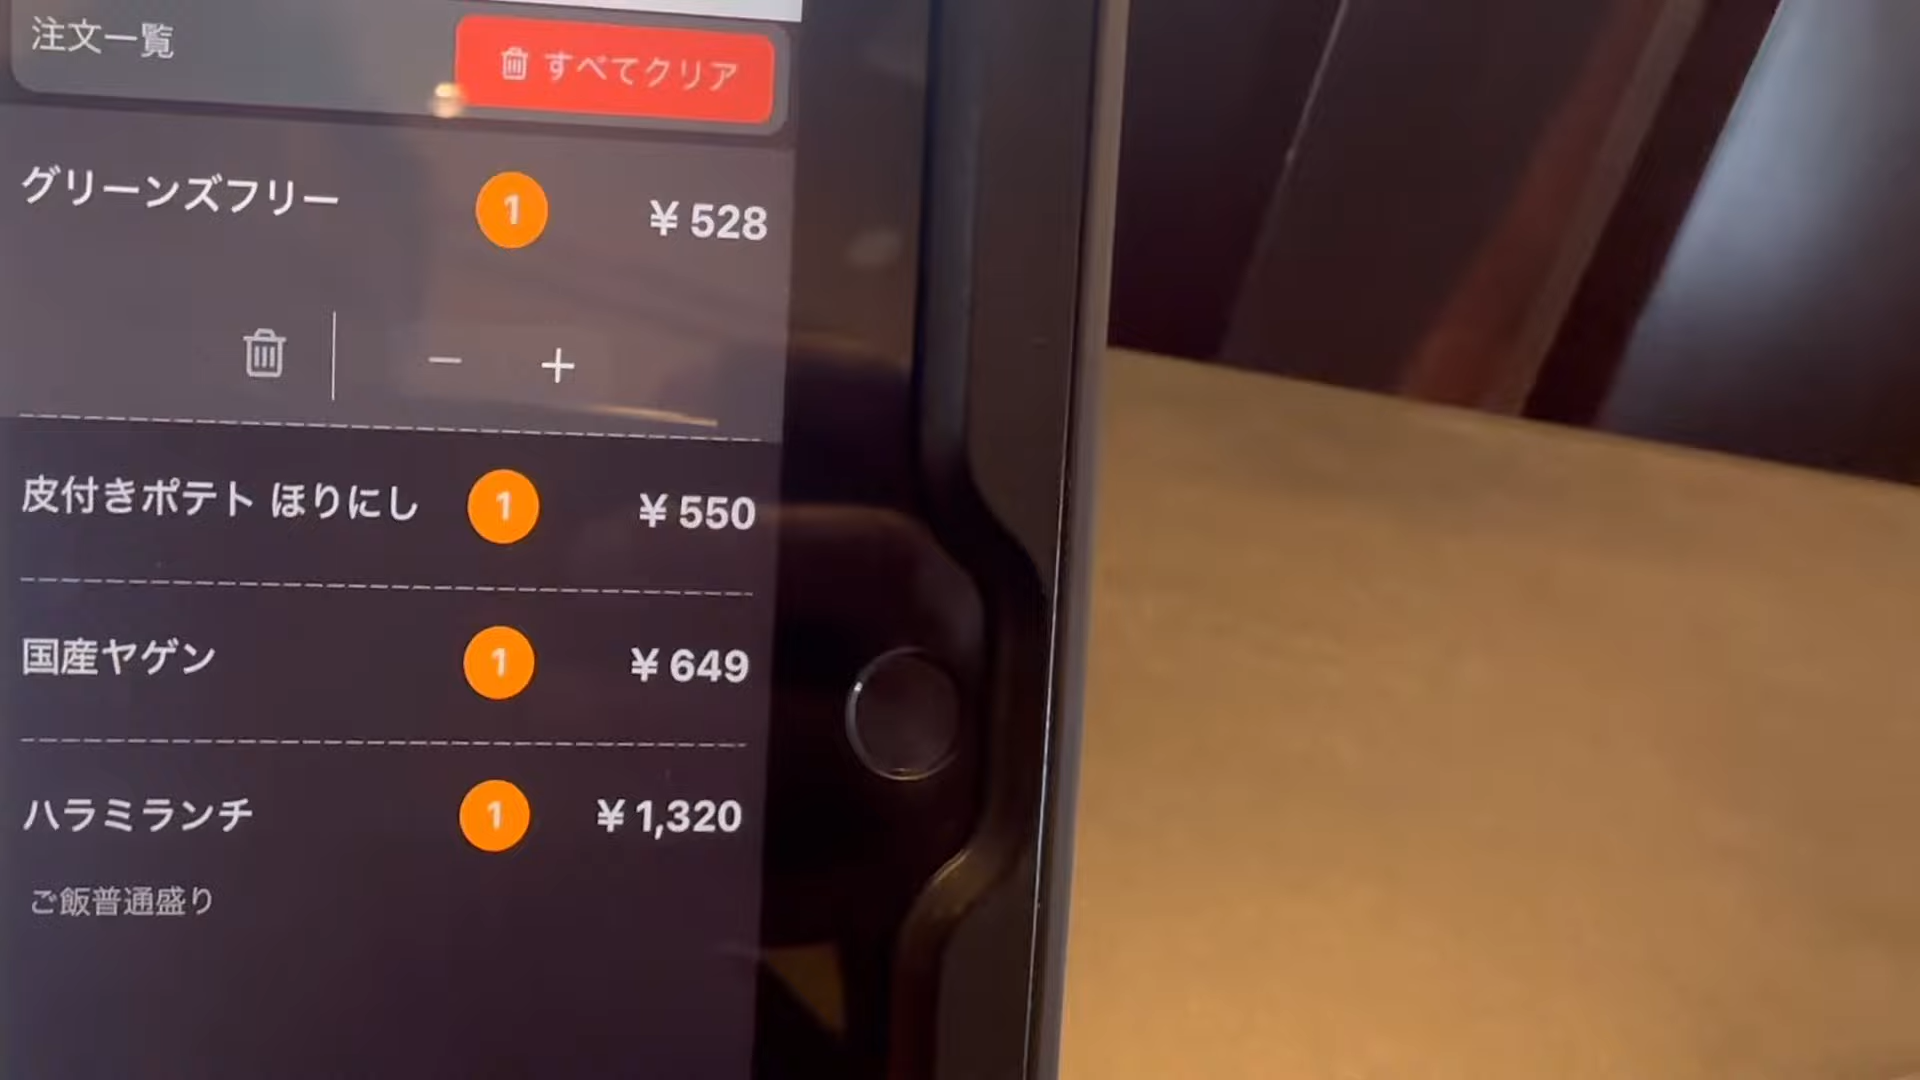 注文一覧
すべてクリア
グリーンズフリー 1 ¥528
− +
皮付きポテト ほりにし 1 ¥550
国産ヤゲン 1 ¥649
ハラミランチ 1 ¥1,320
ご飯普通盛り